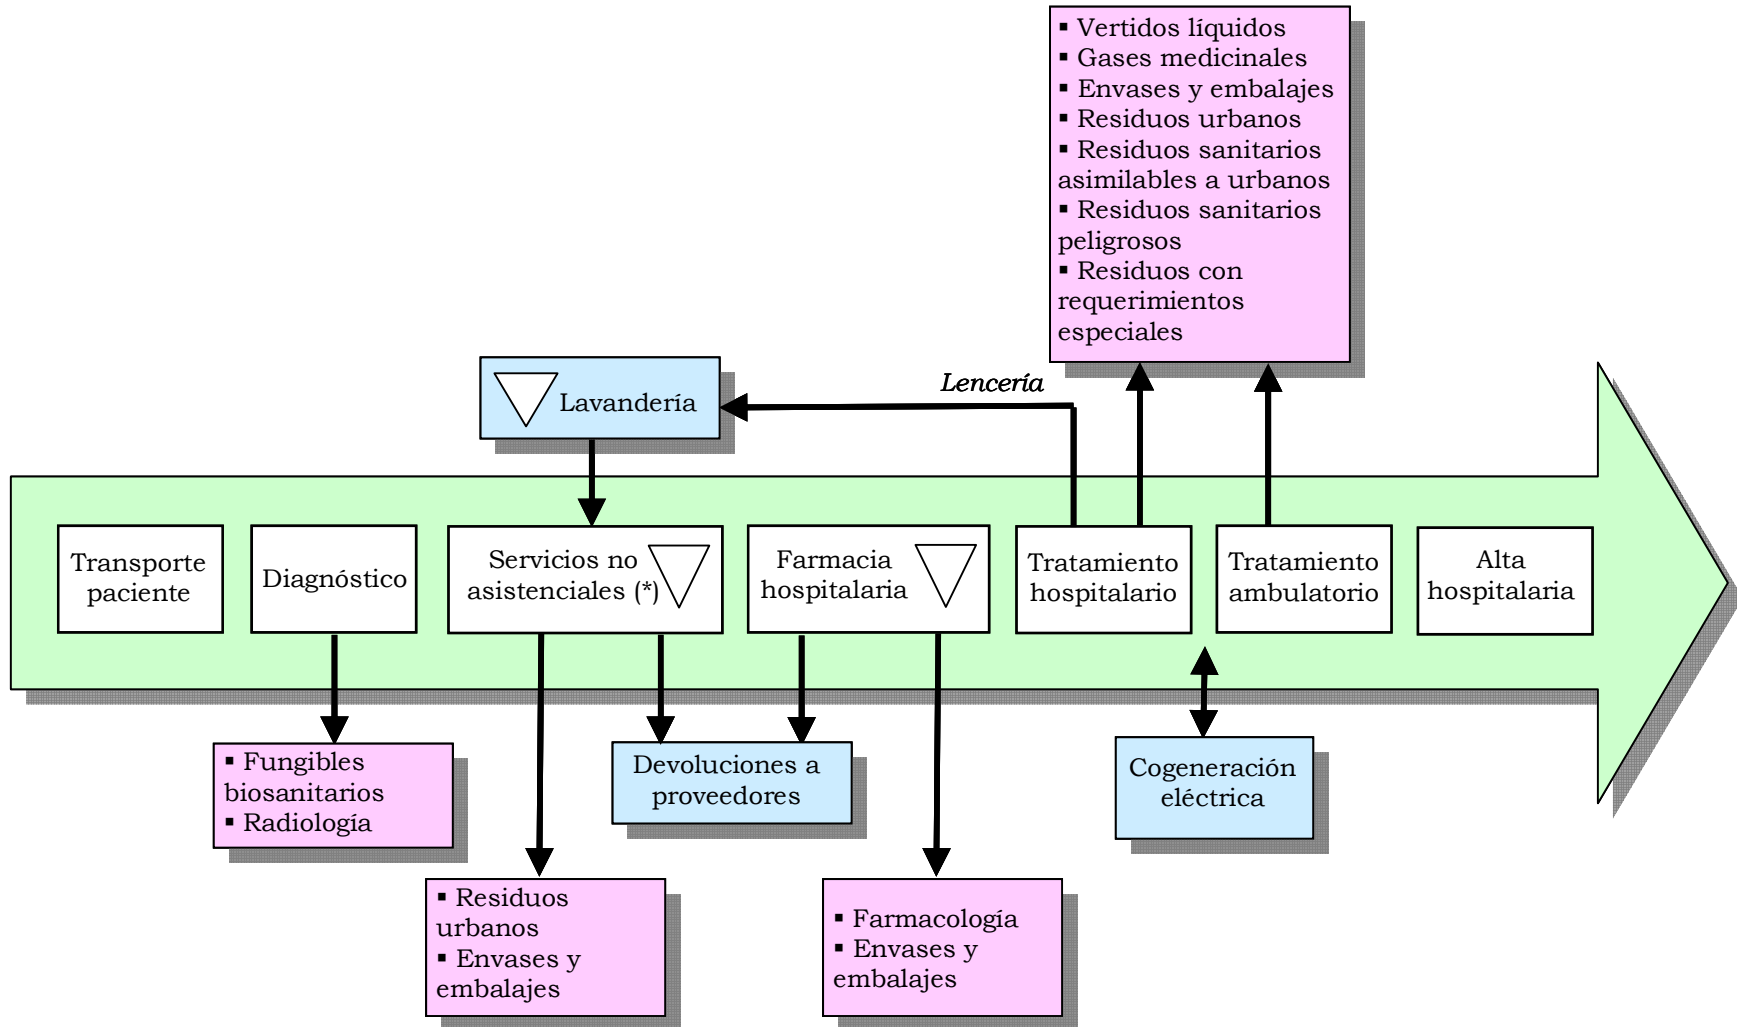 ▪ Vertidos líquidos
▪ Gases medicinales
▪ Envases y embalajes
▪ Residuos urbanos
▪ Residuos sanitarios
asimilables a urbanos
▪ Residuos sanitarios
peligrosos
▪ Residuos con
requerimientos
especiales
Lavandería
Lencería
Transporte
paciente
Diagnóstico
Servicios no
asistenciales (*)
Farmacia
hospitalaria
Tratamiento
hospitalario
Tratamiento
ambulatorio
Alta
hospitalaria
▪ Fungibles
biosanitarios
▪ Radiología
Devoluciones a
proveedores
Cogeneración
eléctrica
▪ Residuos
urbanos
▪ Envases y
embalajes
▪ Farmacología
▪ Envases y
embalajes